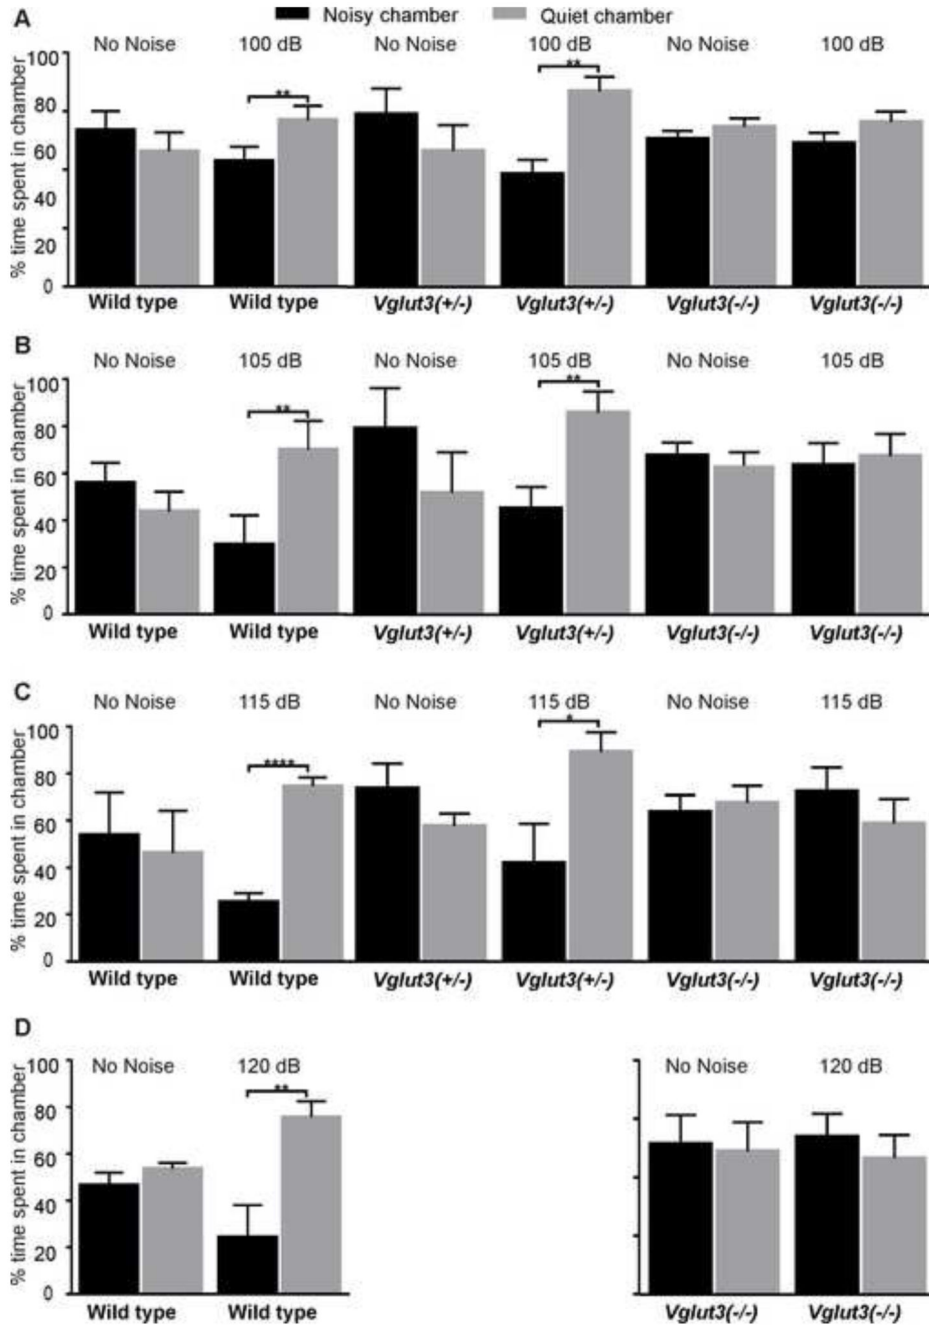 A
Noisy chamber Quiet chamber
No Noise 100 dB No Noise 100 dB No Noise 100 dB
% time spent in chamber
100
80
60
40
20
0
** **
Wild type Wild type Vglut3(+/-) Vglut3(+/-) Vglut3(-/-) Vglut3(-/-)
B
No Noise 105 dB No Noise 105 dB No Noise 105 dB
% time spent in chamber
100
80
60
40
20
0
** **
Wild type Wild type Vglut3(+/-) Vglut3(+/-) Vglut3(-/-) Vglut3(-/-)
C
No Noise 115 dB No Noise 115 dB No Noise 115 dB
% time spent in chamber
100
80
60
40
20
0
**** *
Wild type Wild type Vglut3(+/-) Vglut3(+/-) Vglut3(-/-) Vglut3(-/-)
D
No Noise 120 dB No Noise 120 dB
% time spent in chamber
100
80
60
40
20
0
**
Wild type Wild type Vglut3(-/-) Vglut3(-/-)